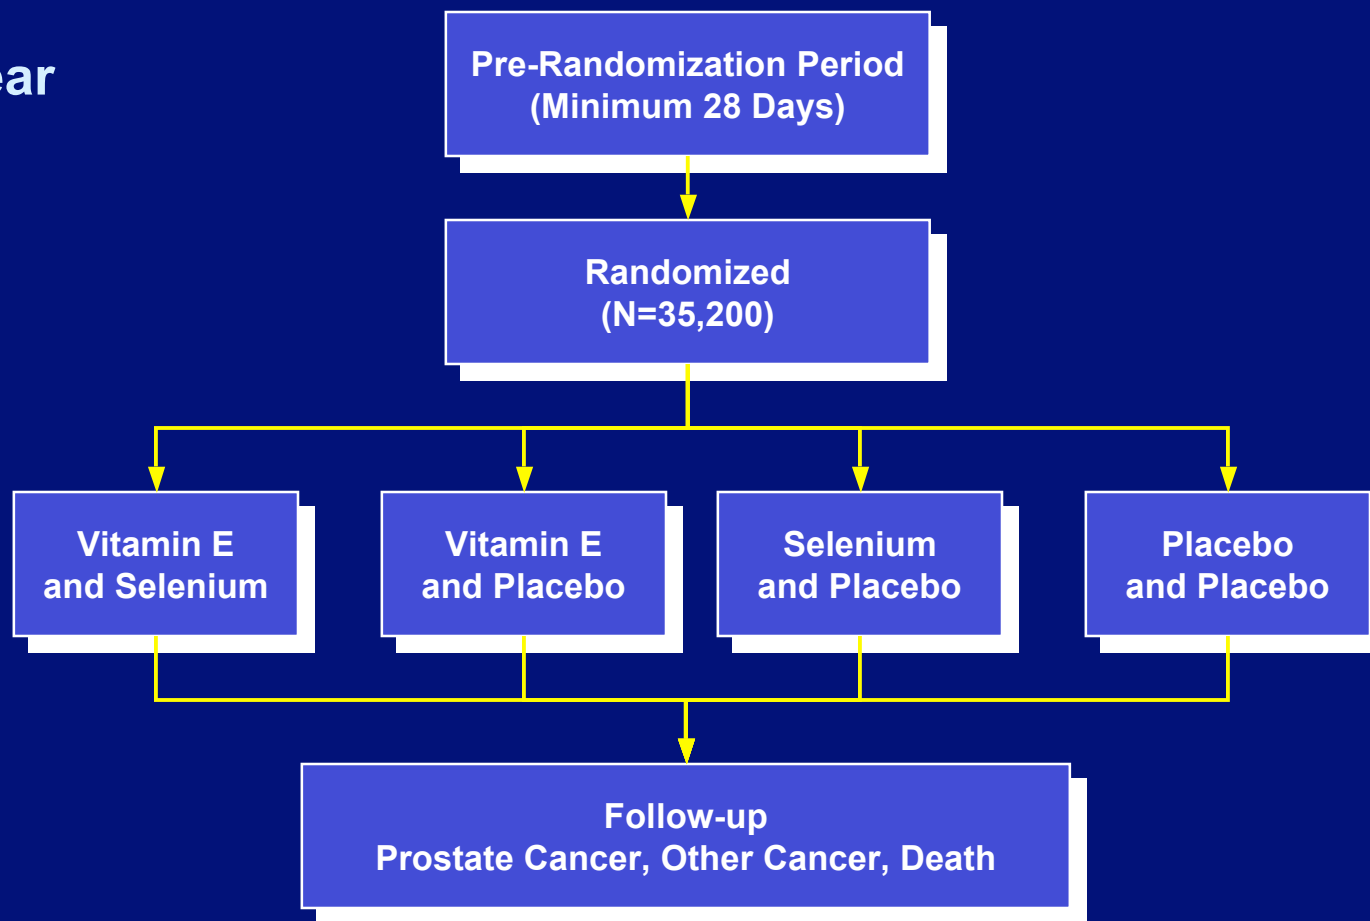 Pre-Randomization Period
(Minimum 28 Days)
Randomized
(N=35,200)
Vitamin E
and Selenium
Vitamin E
and Placebo
Selenium
and Placebo
Placebo
and Placebo
Follow-up
Prostate Cancer, Other Cancer, Death